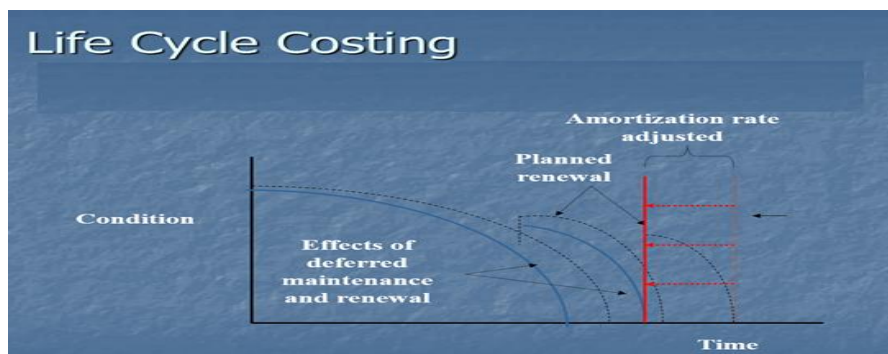 Life Cycle Costing
Amortization rate
adjusted
Planned
renewal
Condition
Effects of
deferred
maintenance
and renewal
Time